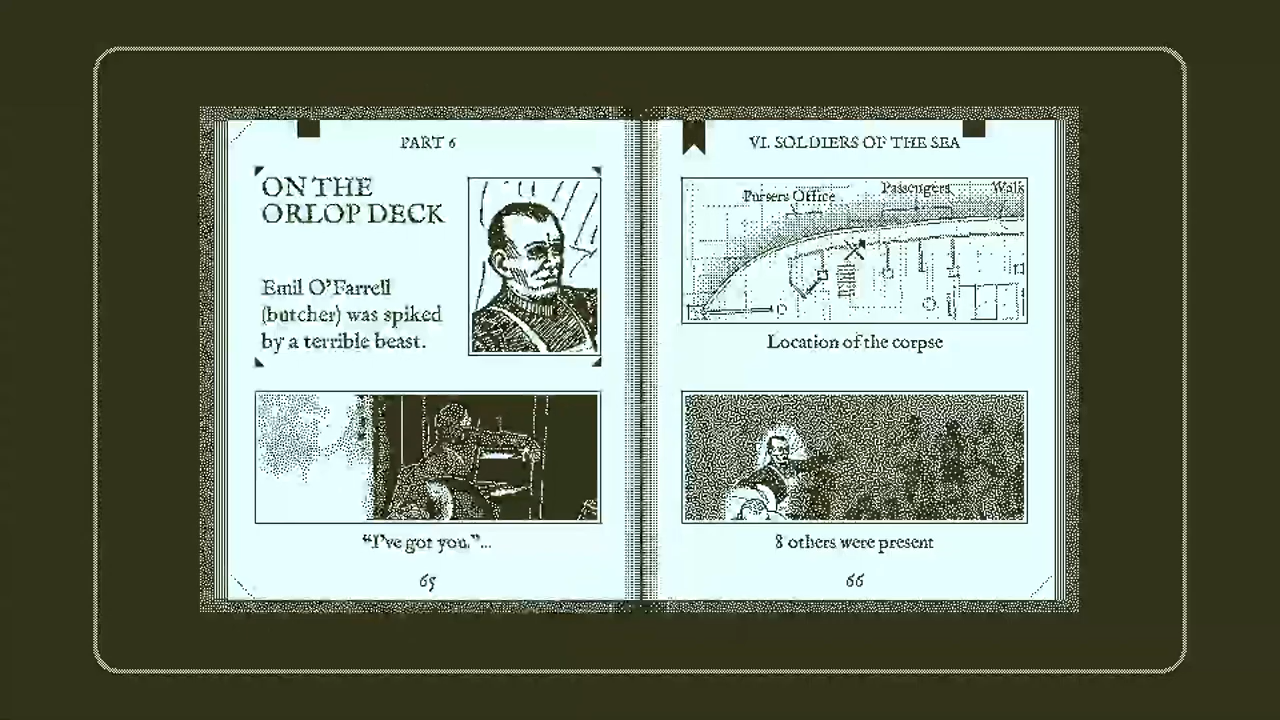 PART 6
ON THE
ORLOP DECK
Emil O'Farrell
(butcher) was spiked
by a terrible beast.
"I've got you."...
65
VI. SOLDIERS OF THE SEA
Pursers Office
Passengers
Walk
Location of the corpse
8 others were present
66